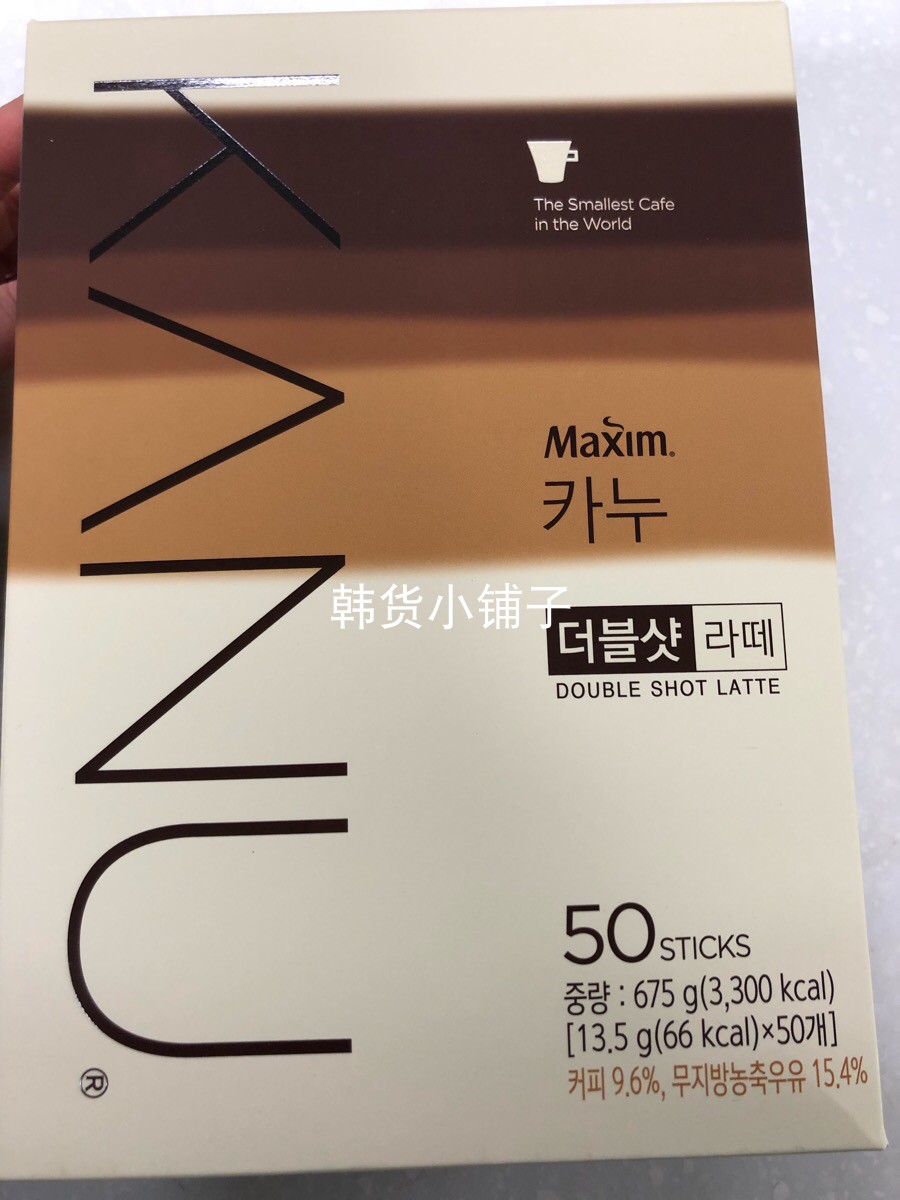 KANU®
The Smallest Cafe
in the World
Maxim®
카누
韩货小铺子
더블샷 라떼
DOUBLE SHOT LATTE
50 STICKS
중량 : 675 g(3,300 kcal)
[13.5 g(66 kcal)×50개]
커피 9.6%, 무지방농축우유 15.4%